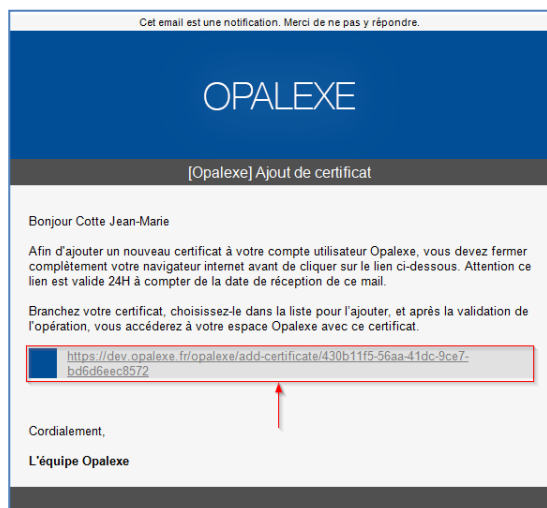 Cet email est une notification. Merci de ne pas y répondre.
OPALEXE
[Opalexe] Ajout de certificat
Bonjour Cotte Jean-Marie
Afin d'ajouter un nouveau certificat à votre compte utilisateur Opalexe, vous devez fermer
complètement votre navigateur internet avant de cliquer sur le lien ci-dessous. Attention ce
lien est valide 24H à compter de la date de réception de ce mail.
Branchez votre certificat, choisissez-le dans la liste pour l'ajouter, et après la validation de
l'opération, vous accéderez à votre espace Opalexe avec ce certificat.
https://dev.opalexe.fr/opalexe/add-certificate/430b11f5-56aa-41dc-9ce7-
bd6d6eec8572
Cordialement,
L'équipe Opalexe